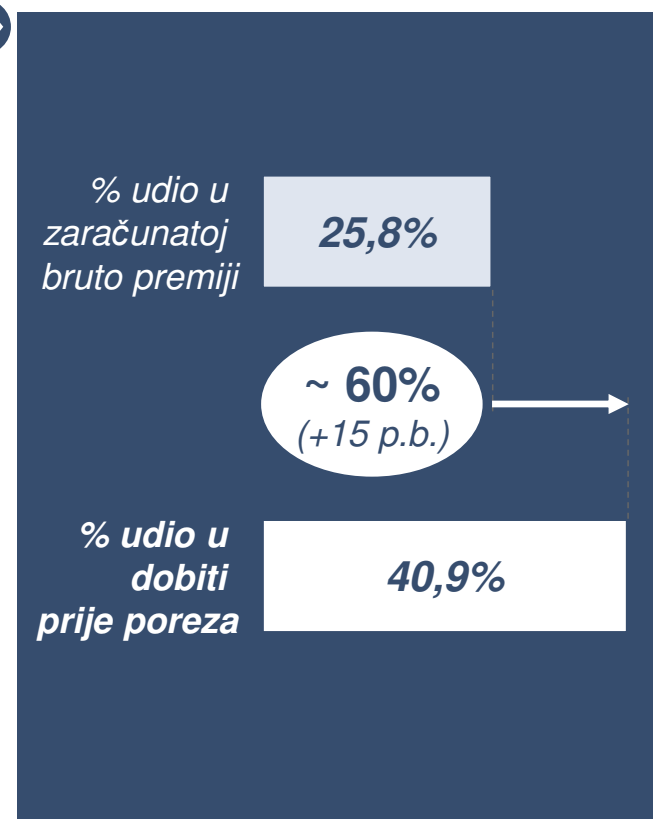 % udio u
zaračunatoj
bruto premiji
25,8%
~ 60%
(+15 p.b.)
% udio u
dobiti
prije poreza
40,9%